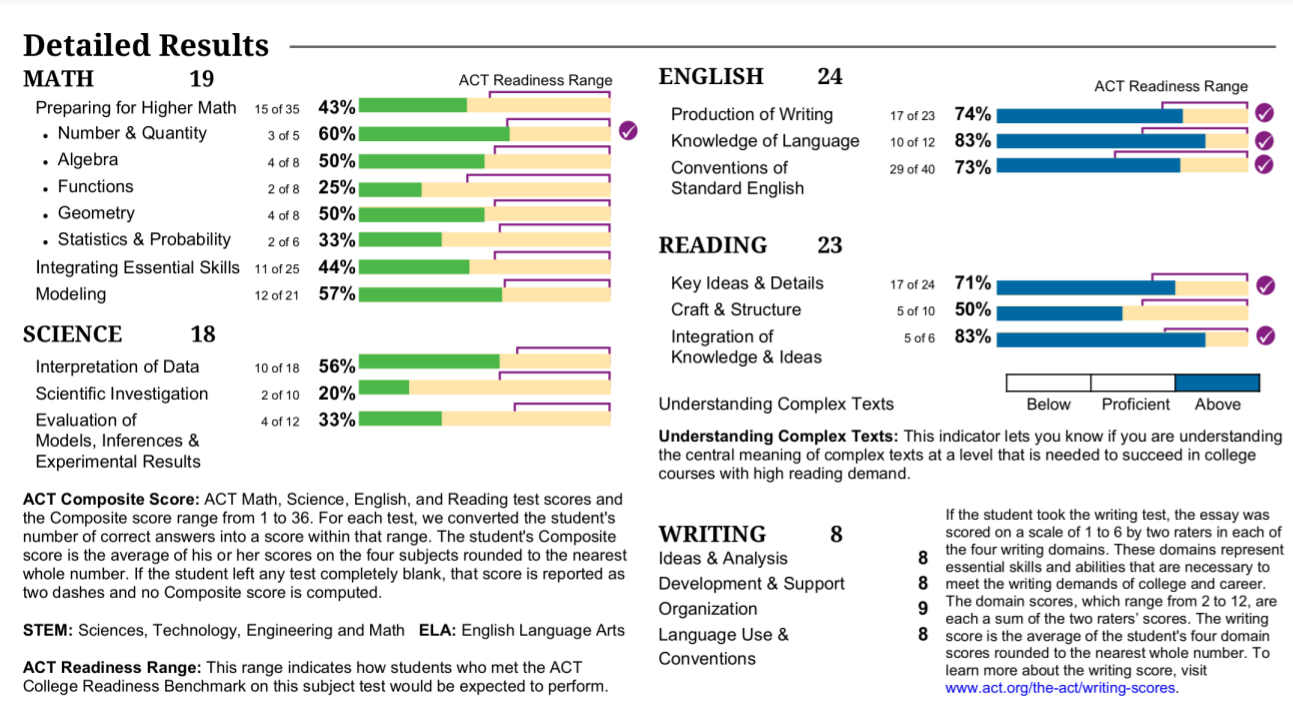 Detailed Results
MATH 19
ACT Readiness Range
Preparing for Higher Math 15 of 35 43%
• Number & Quantity 3 of 5 60%
• Algebra 4 of 8 50%
• Functions 2 of 8 25%
• Geometry 4 of 8 50%
• Statistics & Probability 2 of 6 33%
Integrating Essential Skills 11 of 25 44%
Modeling 12 of 21 57%
SCIENCE 18
Interpretation of Data 10 of 18 56%
Scientific Investigation 2 of 10 20%
Evaluation of 4 of 12 33%
Models, Inferences &
Experimental Results
ACT Composite Score: ACT Math, Science, English, and Reading test scores and
the Composite score range from 1 to 36. For each test, we converted the student's
number of correct answers into a score within that range. The student's Composite
score is the average of his or her scores on the four subjects rounded to the nearest
whole number. If the student left any test completely blank, that score is reported as
two dashes and no Composite score is computed.
STEM: Sciences, Technology, Engineering and Math ELA: English Language Arts
ACT Readiness Range: This range indicates how students who met the ACT
College Readiness Benchmark on this subject test would be expected to perform.
ENGLISH 24
ACT Readiness Range
Production of Writing 17 of 23 74%
Knowledge of Language 10 of 12 83%
Conventions of 29 of 40 73%
Standard English
READING 23
Key Ideas & Details 17 of 24 71%
Craft & Structure 5 of 10 50%
Integration of 5 of 6 83%
Knowledge & Ideas
Understanding Complex Texts Below Proficient Above
Understanding Complex Texts: This indicator lets you know if you are understanding
the central meaning of complex texts at a level that is needed to succeed in college
courses with high reading demand.
WRITING 8
Ideas & Analysis 8
Development & Support 8
Organization 9
Language Use & 8
Conventions
If the student took the writing test, the essay was
scored on a scale of 1 to 6 by two raters in each of
the four writing domains. These domains represent
essential skills and abilities that are necessary to
meet the writing demands of college and career.
The domain scores, which range from 2 to 12, are
each a sum of the two raters' scores. The writing
score is the average of the student's four domain
scores rounded to the nearest whole number. To
learn more about the writing score, visit
www.act.org/the-act/writing-scores.